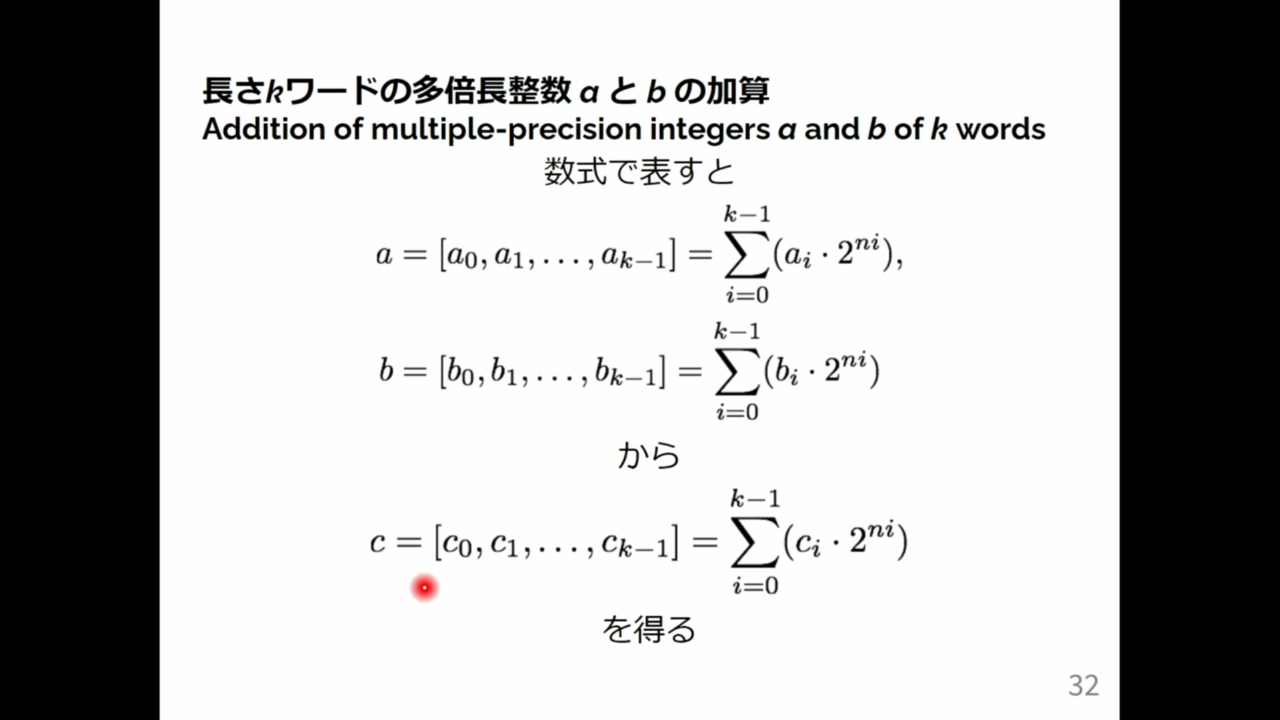 長さkワードの多倍長整数 a と b の加算
Addition of multiple-precision integers a and b of k words
数式で表すと
a = [a_0, a_1, . . . , a_{k−1}] = \sum_{i=0}^{k−1} (a_i · 2^{ni}),
b = [b_0, b_1, . . . , b_{k−1}] = \sum_{i=0}^{k−1} (b_i · 2^{ni})
から
c = [c_0, c_1, . . . , c_{k−1}] = \sum_{i=0}^{k−1} (c_i · 2^{ni})
を得る
32